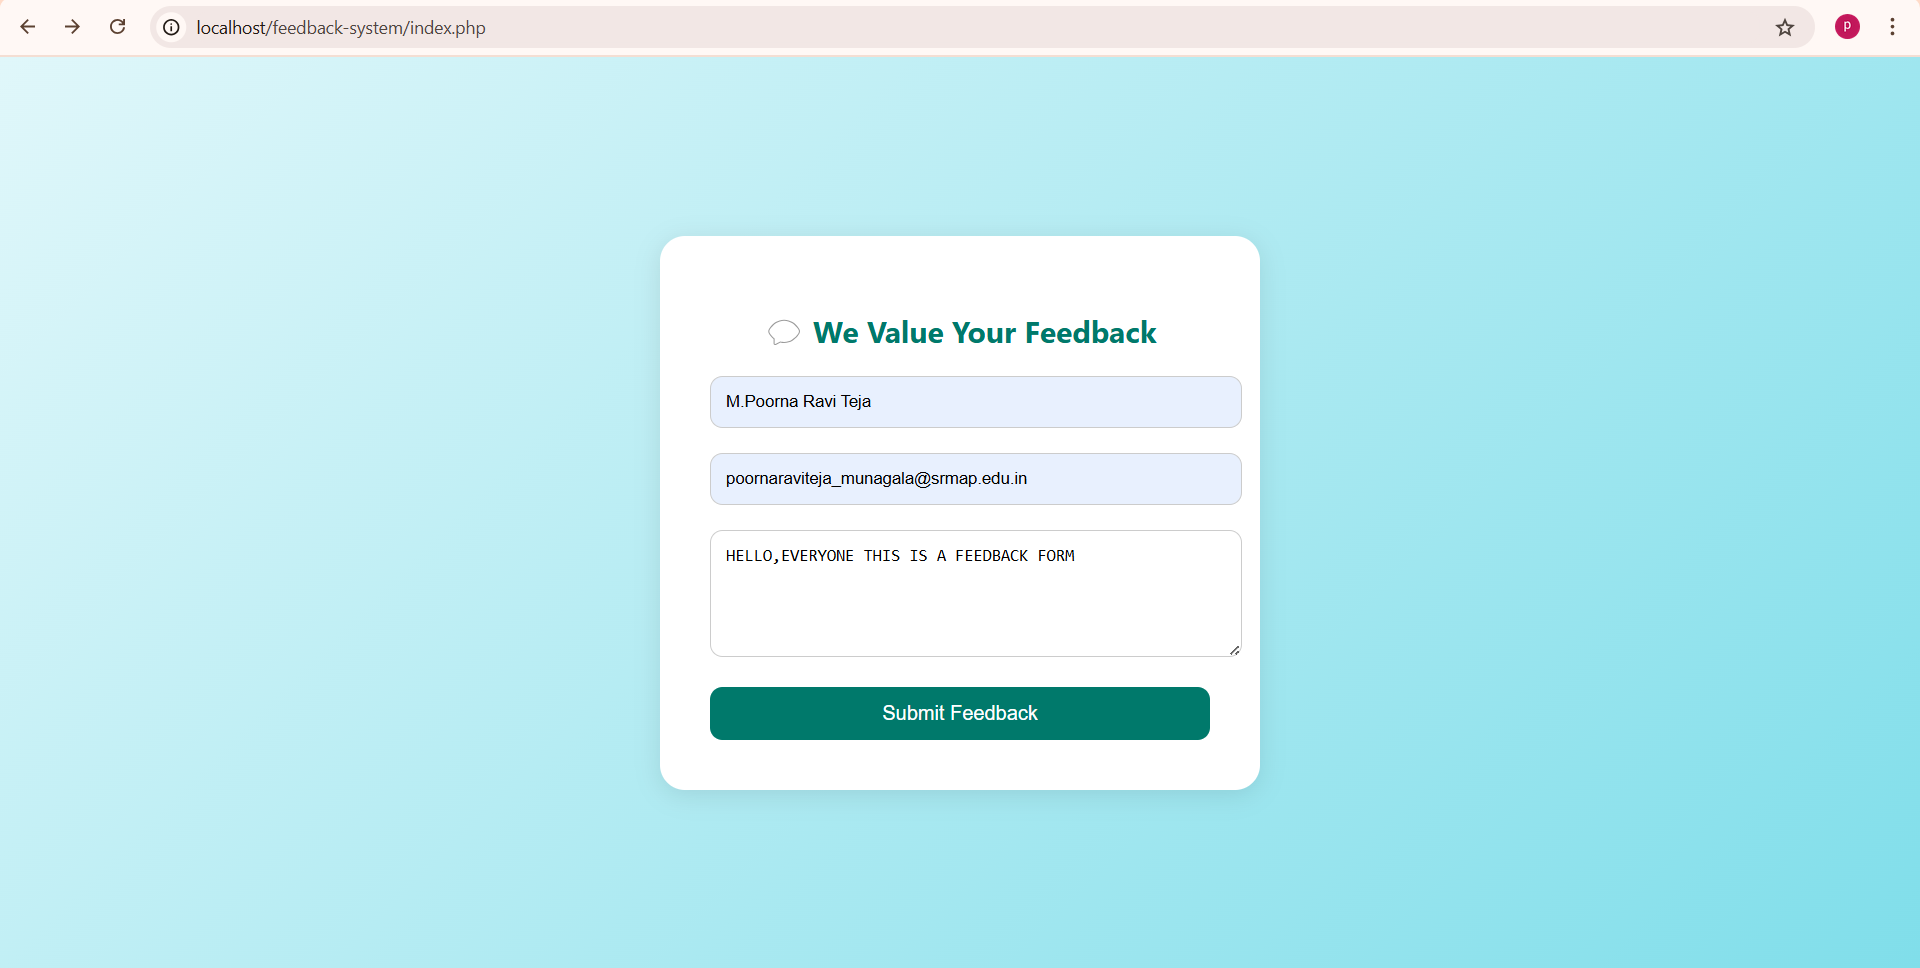 localhost/feedback-system/index.php
p
We Value Your Feedback
M.Poorna Ravi Teja
poornaraviteja_munagala@srmap.edu.in
HELLO,EVERYONE THIS IS A FEEDBACK FORM
Submit Feedback